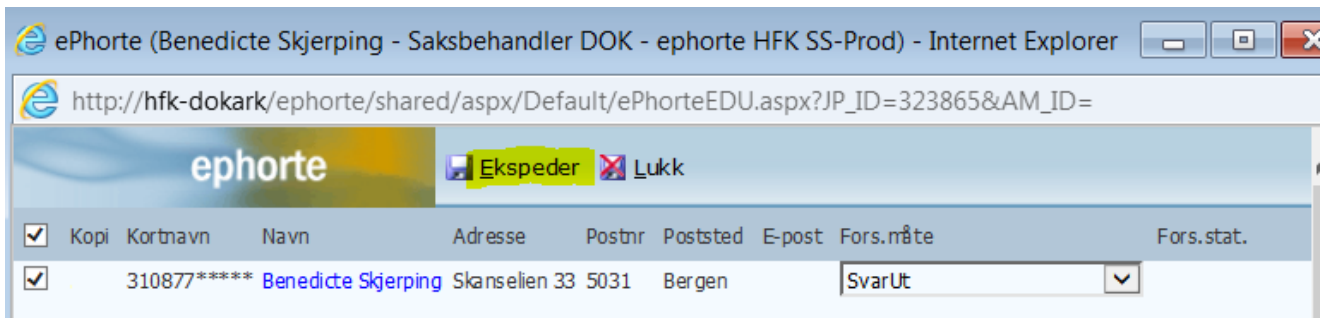 ePhorte (Benedicte Skjerping - Saksbehandler DOK - ephorte HFK SS-Prod) - Internet Explorer
http://hfk-dokark/ephorte/shared/aspx/Default/ePhorteEDU.aspx?JP_ID=323865&AM_ID=
ephorte Ekspeder Lukk
Kopi Kortnavn Navn Adresse Postnr Poststed E-post Fors.måte Fors.stat.
310877***** Benedicte Skjerping Skanselien 33 5031 Bergen SvarUt